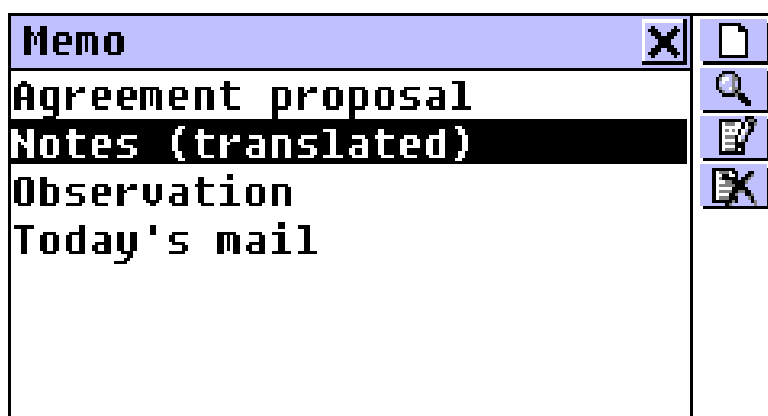 Memo
Agreement proposal
Notes (translated)
Observation
Today's mail